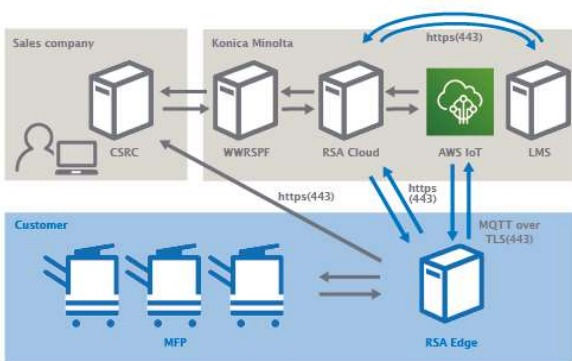 https(443)
Sales company
Konica Minolta
CSRC
WWRSPF
RSA Cloud
AWS IoT
LMS
https(443)
https
(443)
MQTT over
TLS(443)
Customer
MFP
RSA Edge